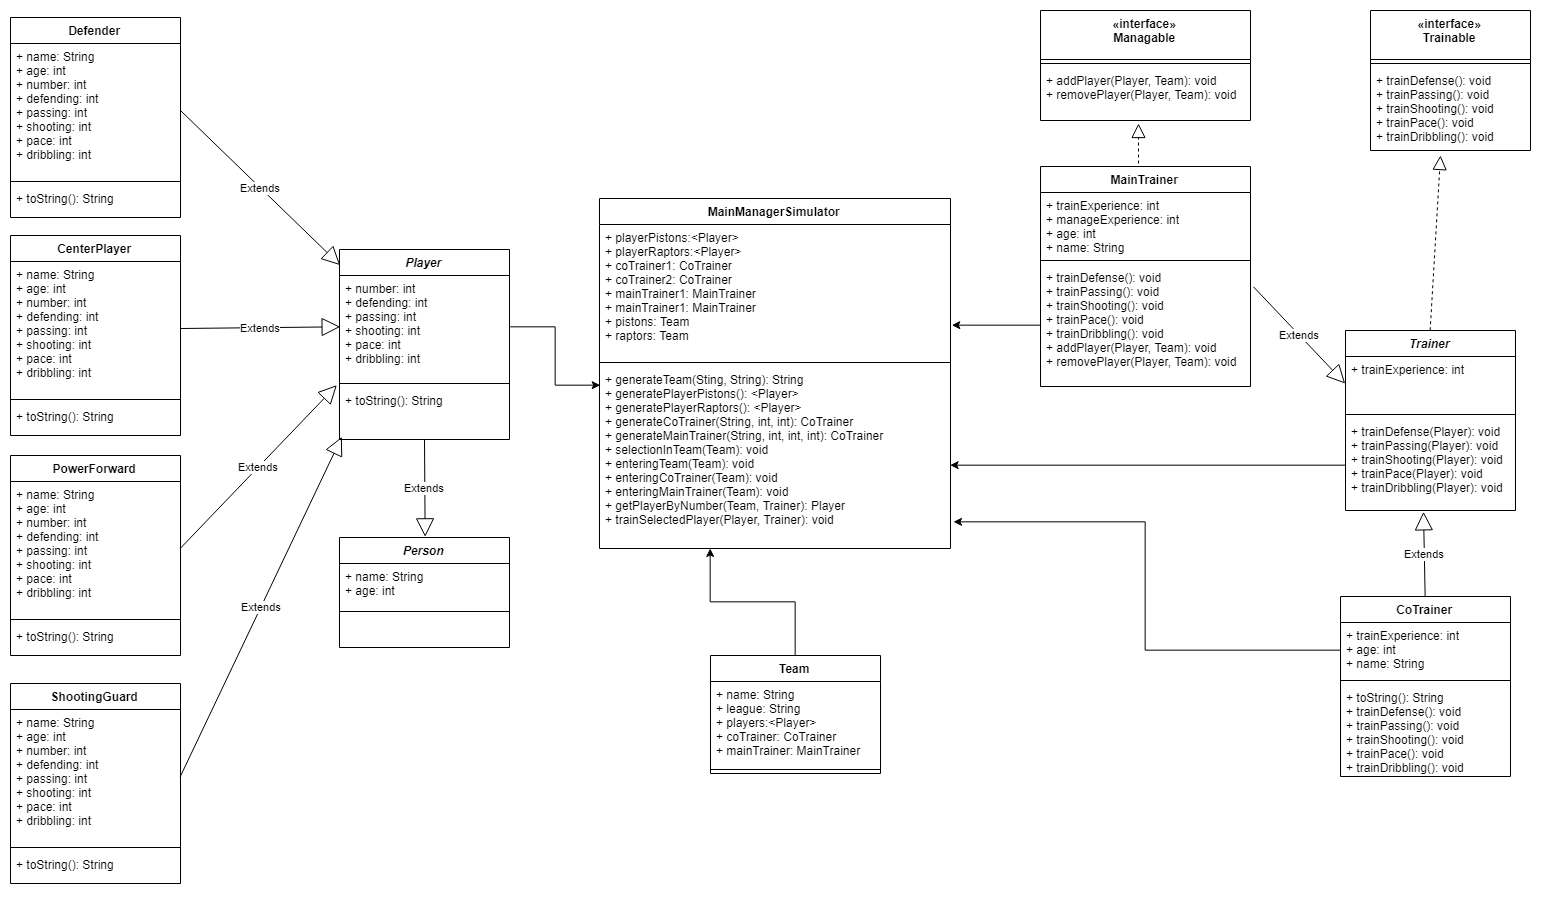 Defender
+ name: String
+ age: int
+ number: int
+ defending: int
+ passing: int
+ shooting: int
+ pace: int
+ dribbling: int
+ toString(): String
CenterPlayer
+ name: String
+ age: int
+ number: int
+ defending: int
+ passing: int
+ shooting: int
+ pace: int
+ dribbling: int
+ toString(): String
PowerForward
+ name: String
+ age: int
+ number: int
+ defending: int
+ passing: int
+ shooting: int
+ pace: int
+ dribbling: int
+ toString(): String
ShootingGuard
+ name: String
+ age: int
+ number: int
+ defending: int
+ passing: int
+ shooting: int
+ pace: int
+ dribbling: int
+ toString(): String
Extends
Extends
Extends
Extends
Player
+ number: int
+ defending: int
+ passing: int
+ shooting: int
+ pace: int
+ dribbling: int
+ toString(): String
Extends
Person
+ name: String
+ age: int
MainManagerSimulator
+ playerPistons:<Player>
+ playerRaptors:<Player>
+ coTrainer1: CoTrainer
+ coTrainer2: CoTrainer
+ mainTrainer1: MainTrainer
+ mainTrainer1: MainTrainer
+ pistons: Team
+ raptors: Team
+ generateTeam(Sting, String): String
+ generatePlayerPistons(): <Player>
+ generatePlayerRaptors(): <Player>
+ generateCoTrainer(String, int, int): CoTrainer
+ generateMainTrainer(String, int, int, int): CoTrainer
+ selectionInTeam(Team): void
+ enteringTeam(Team): void
+ enteringCoTrainer(Team): void
+ enteringMainTrainer(Team): void
+ getPlayerByNumber(Team, Trainer): Player
+ trainSelectedPlayer(Player, Trainer): void
Team
+ name: String
+ league: String
+ players:<Player>
+ coTrainer: CoTrainer
+ mainTrainer: MainTrainer
«interface»
Managable
+ addPlayer(Player, Team): void
+ removePlayer(Player, Team): void
MainTrainer
+ trainExperience: int
+ manageExperience: int
+ age: int
+ name: String
+ trainDefense(): void
+ trainPassing(): void
+ trainShooting(): void
+ trainPace(): void
+ trainDribbling(): void
+ addPlayer(Player, Team): void
+ removePlayer(Player, Team): void
Extends
«interface»
Trainable
+ trainDefense(): void
+ trainPassing(): void
+ trainShooting(): void
+ trainPace(): void
+ trainDribbling(): void
Trainer
+ trainExperience: int
+ trainDefense(Player): void
+ trainPassing(Player): void
+ trainShooting(Player): void
+ trainPace(Player): void
+ trainDribbling(Player): void
Extends
CoTrainer
+ trainExperience: int
+ age: int
+ name: String
+ toString(): String
+ trainDefense(): void
+ trainPassing(): void
+ trainShooting(): void
+ trainPace(): void
+ trainDribbling(): void